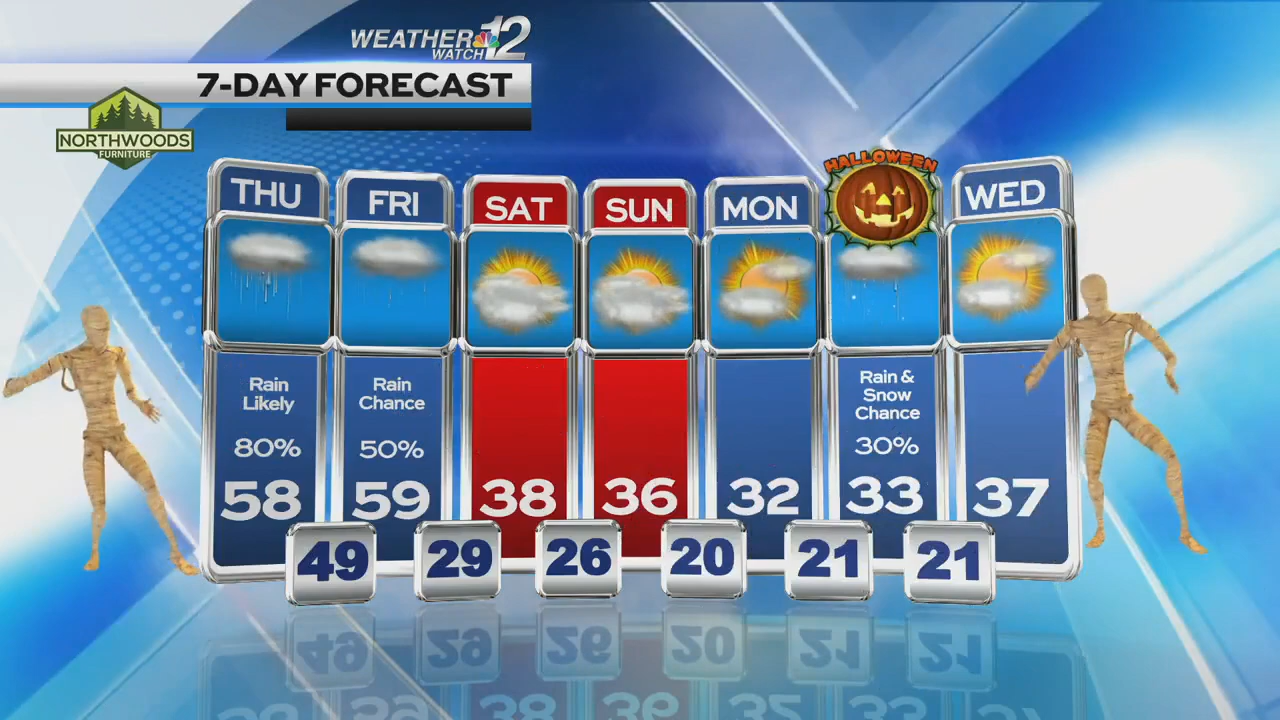 WEATHER
WATCH 12
7-DAY FORECAST
NORTHWOODS
FURNITURE
THU
FRI
SAT
SUN
MON
HALLOWEEN
WED
Rain
Likely
80%
58
Rain
Chance
50%
59
38
36
32
Rain &
Snow
Chance
30%
33
37
49
29
26
20
21
21